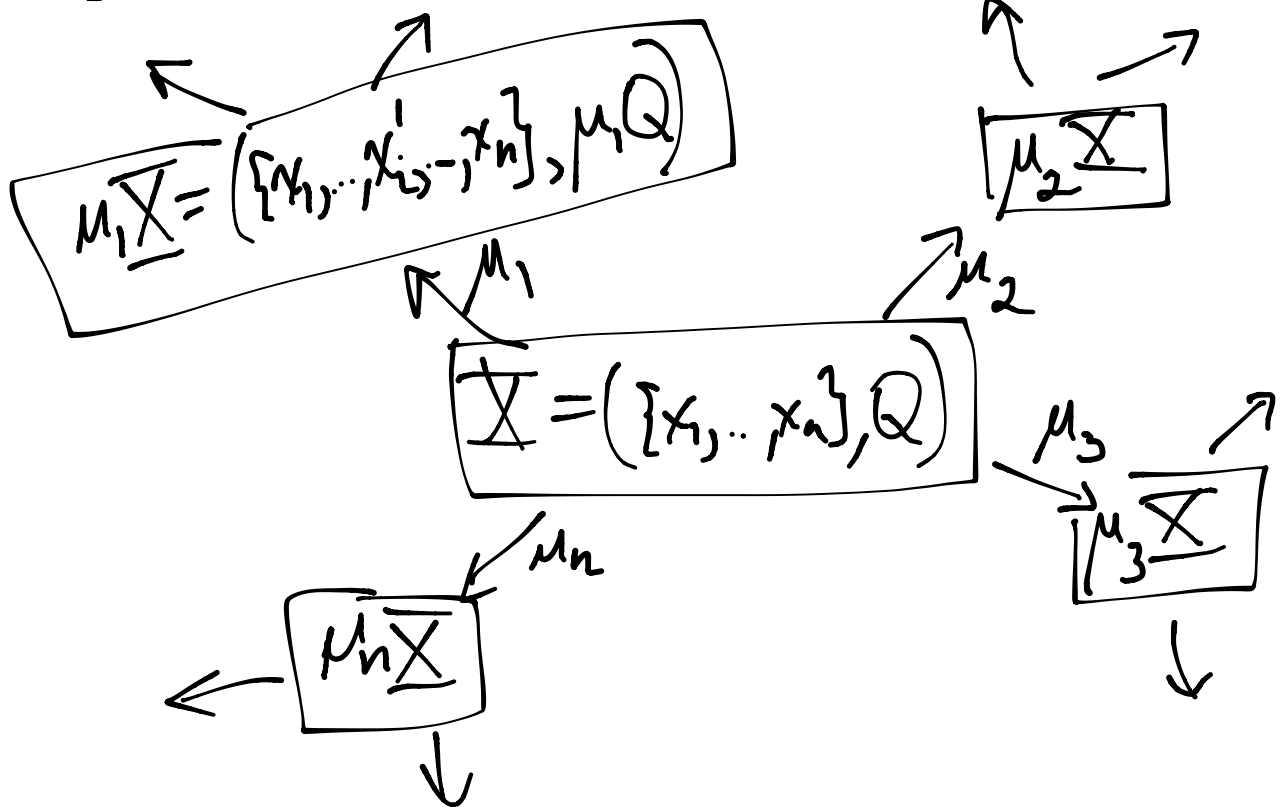 μ₁X = ({x₁,...,x'ᵢ,...,xₙ}, μ₁Q)
μ₂X
μ₁
μ₂
X = ({x₁,..,xₙ}, Q)
μ₃
μ₃X
μₙ
μₙX